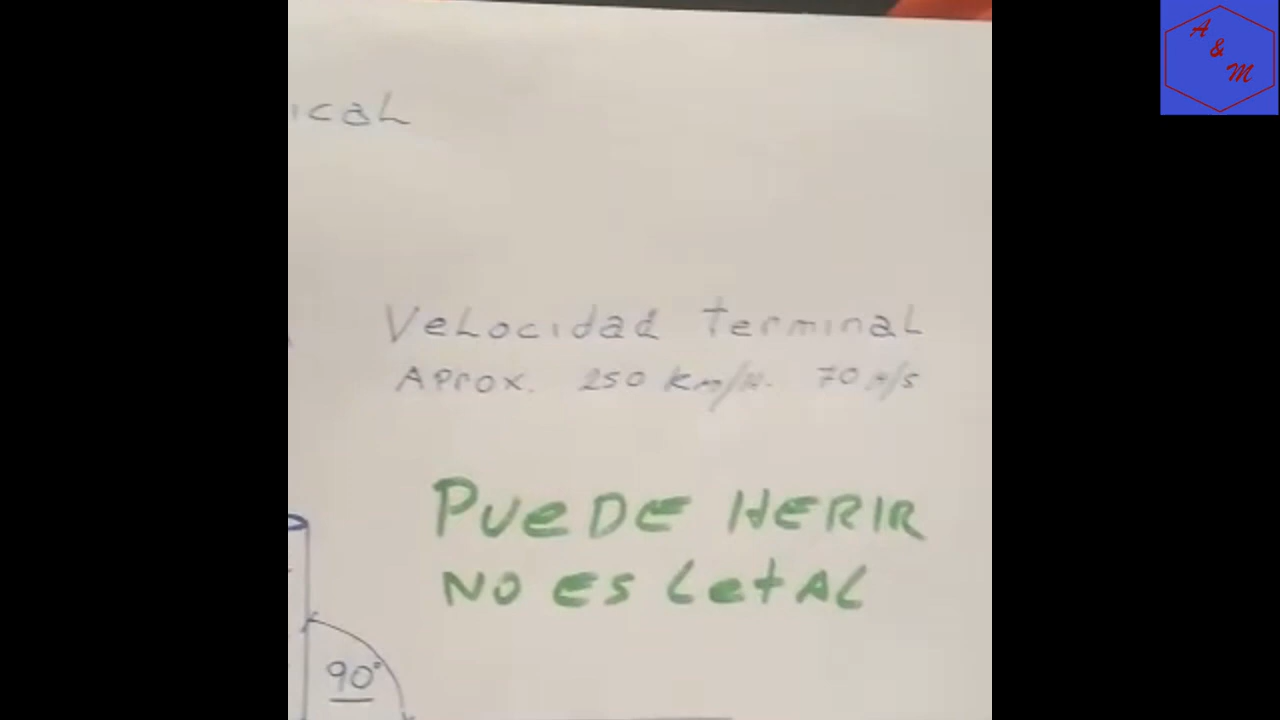 A
&
M
ical
Velocidad terminal
Aprox. 250 km/h. 70 m/s
PUEDE HERIR
NO ES LetAL
90°